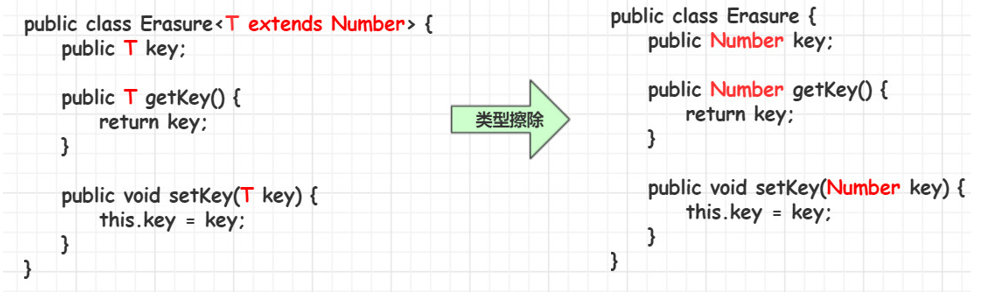 public class Erasure<T extends Number> {
public T key;
public T getKey() {
return key;
}
public void setKey(T key) {
this.key = key;
}
}
类型擦除
public class Erasure {
public Number key;
public Number getKey() {
return key;
}
public void setKey(Number key) {
this.key = key;
}
}